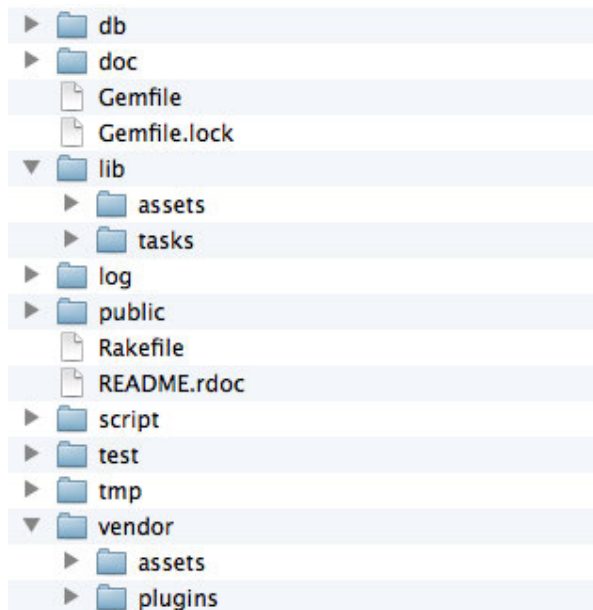 db
doc
Gemfile
Gemfile.lock
lib
assets
tasks
log
public
Rakefile
README.rdoc
script
test
tmp
vendor
assets
plugins